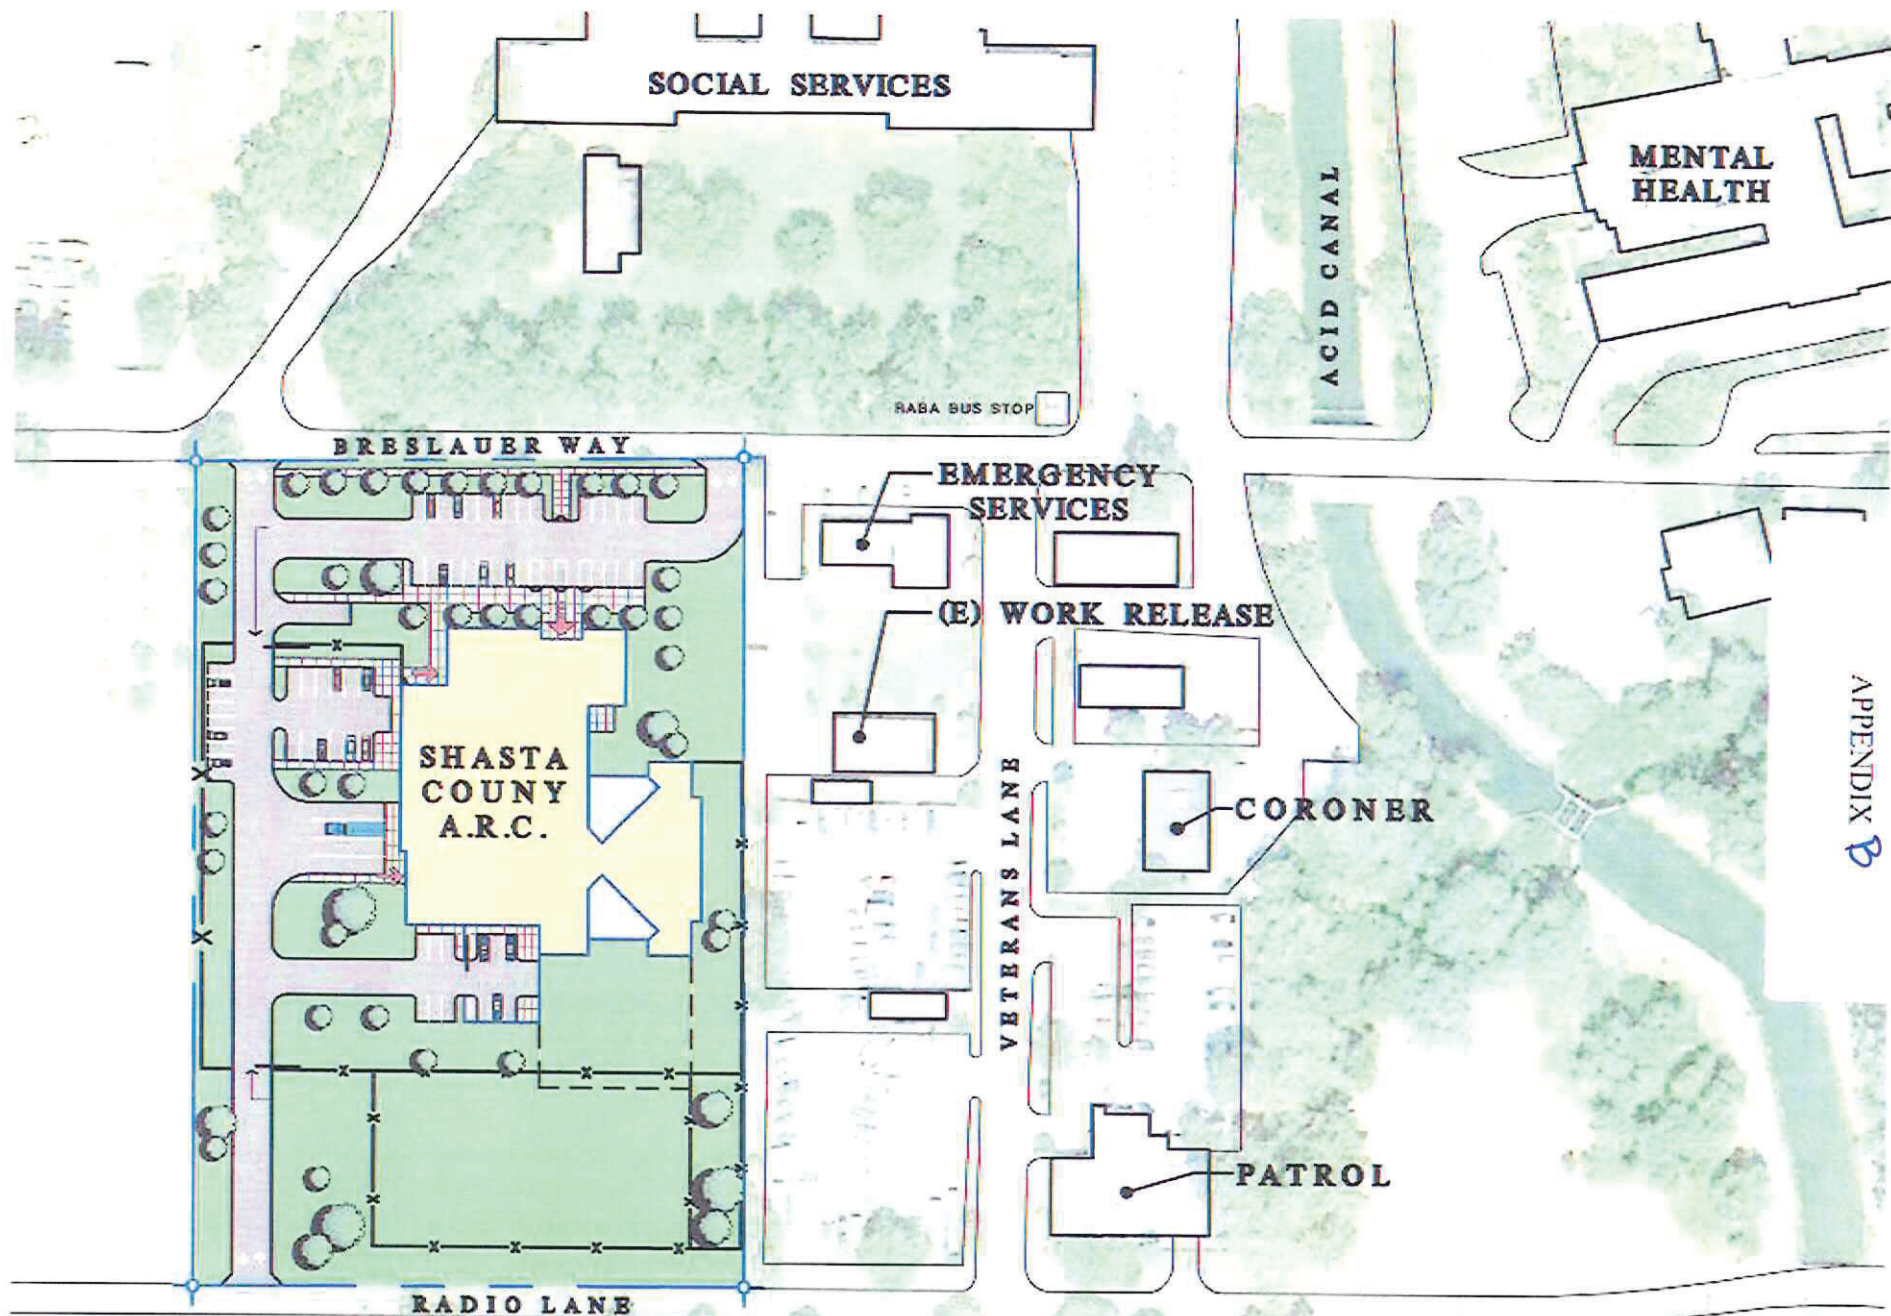 SOCIAL SERVICES
MENTAL
HEALTH
ACID CANAL
RABA BUS STOP
BRESLAUER WAY
EMERGENCY
SERVICES
(E) WORK RELEASE
SHASTA
COUNY
A.R.C.
VETERANS LANE
CORONER
APPENDIX B
PATROL
RADIO LANE